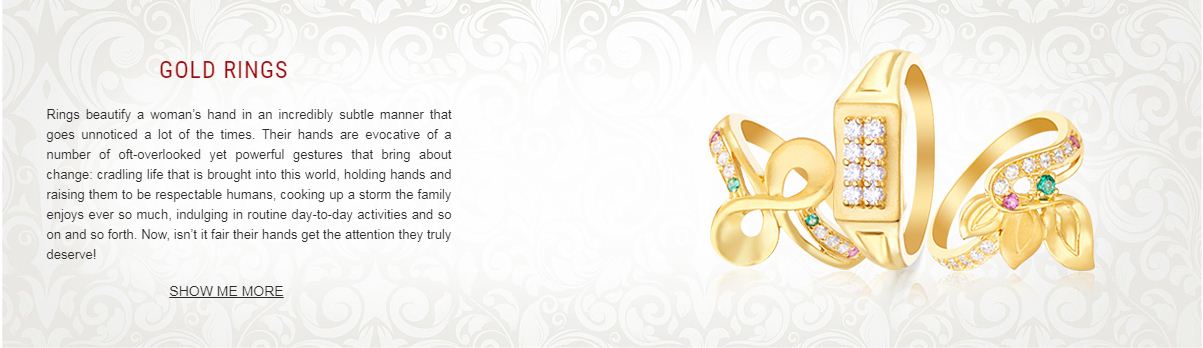 GOLD RINGS
Rings beautify a woman’s hand in an incredibly subtle manner that
goes unnoticed a lot of the times. Their hands are evocative of a
number of oft-overlooked yet powerful gestures that bring about
change: cradling life that is brought into this world, holding hands and
raising them to be respectable humans, cooking up a storm the family
enjoys ever so much, indulging in routine day-to-day activities and so
on and so forth. Now, isn’t it fair their hands get the attention they truly
deserve!
SHOW ME MORE